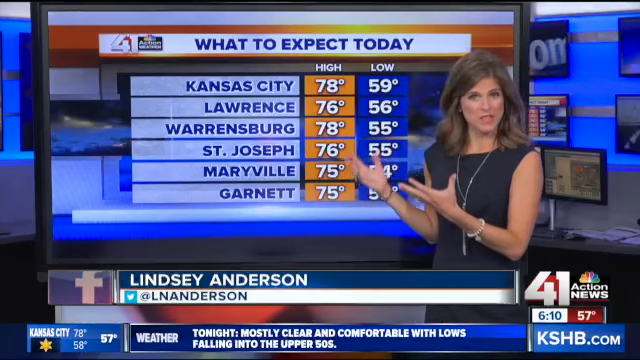 41 Action WEATHER
WHAT TO EXPECT TODAY
HIGH LOW
KANSAS CITY 78° 59°
LAWRENCE 76° 56°
WARRENSBURG 78° 55°
ST. JOSEPH 76° 55°
MARYVILLE 75°
GARNETT 75°
LINDSEY ANDERSON
@LNANDERSON
41 Action NEWS
6:10 57°
KANSAS CITY 78° 58° 57°
WEATHER
TONIGHT: MOSTLY CLEAR AND COMFORTABLE WITH LOWS
FALLING INTO THE UPPER 50S.
KSHB.COM